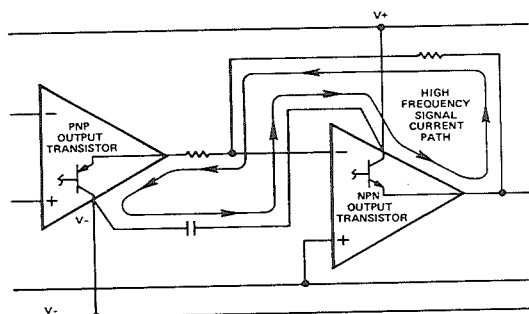 V+
HIGH
FREQUENCY
SIGNAL
CURRENT
PATH
−
PNP
OUTPUT
TRANSISTOR
+
V-
−
NPN
OUTPUT
TRANSISTOR
+
V-